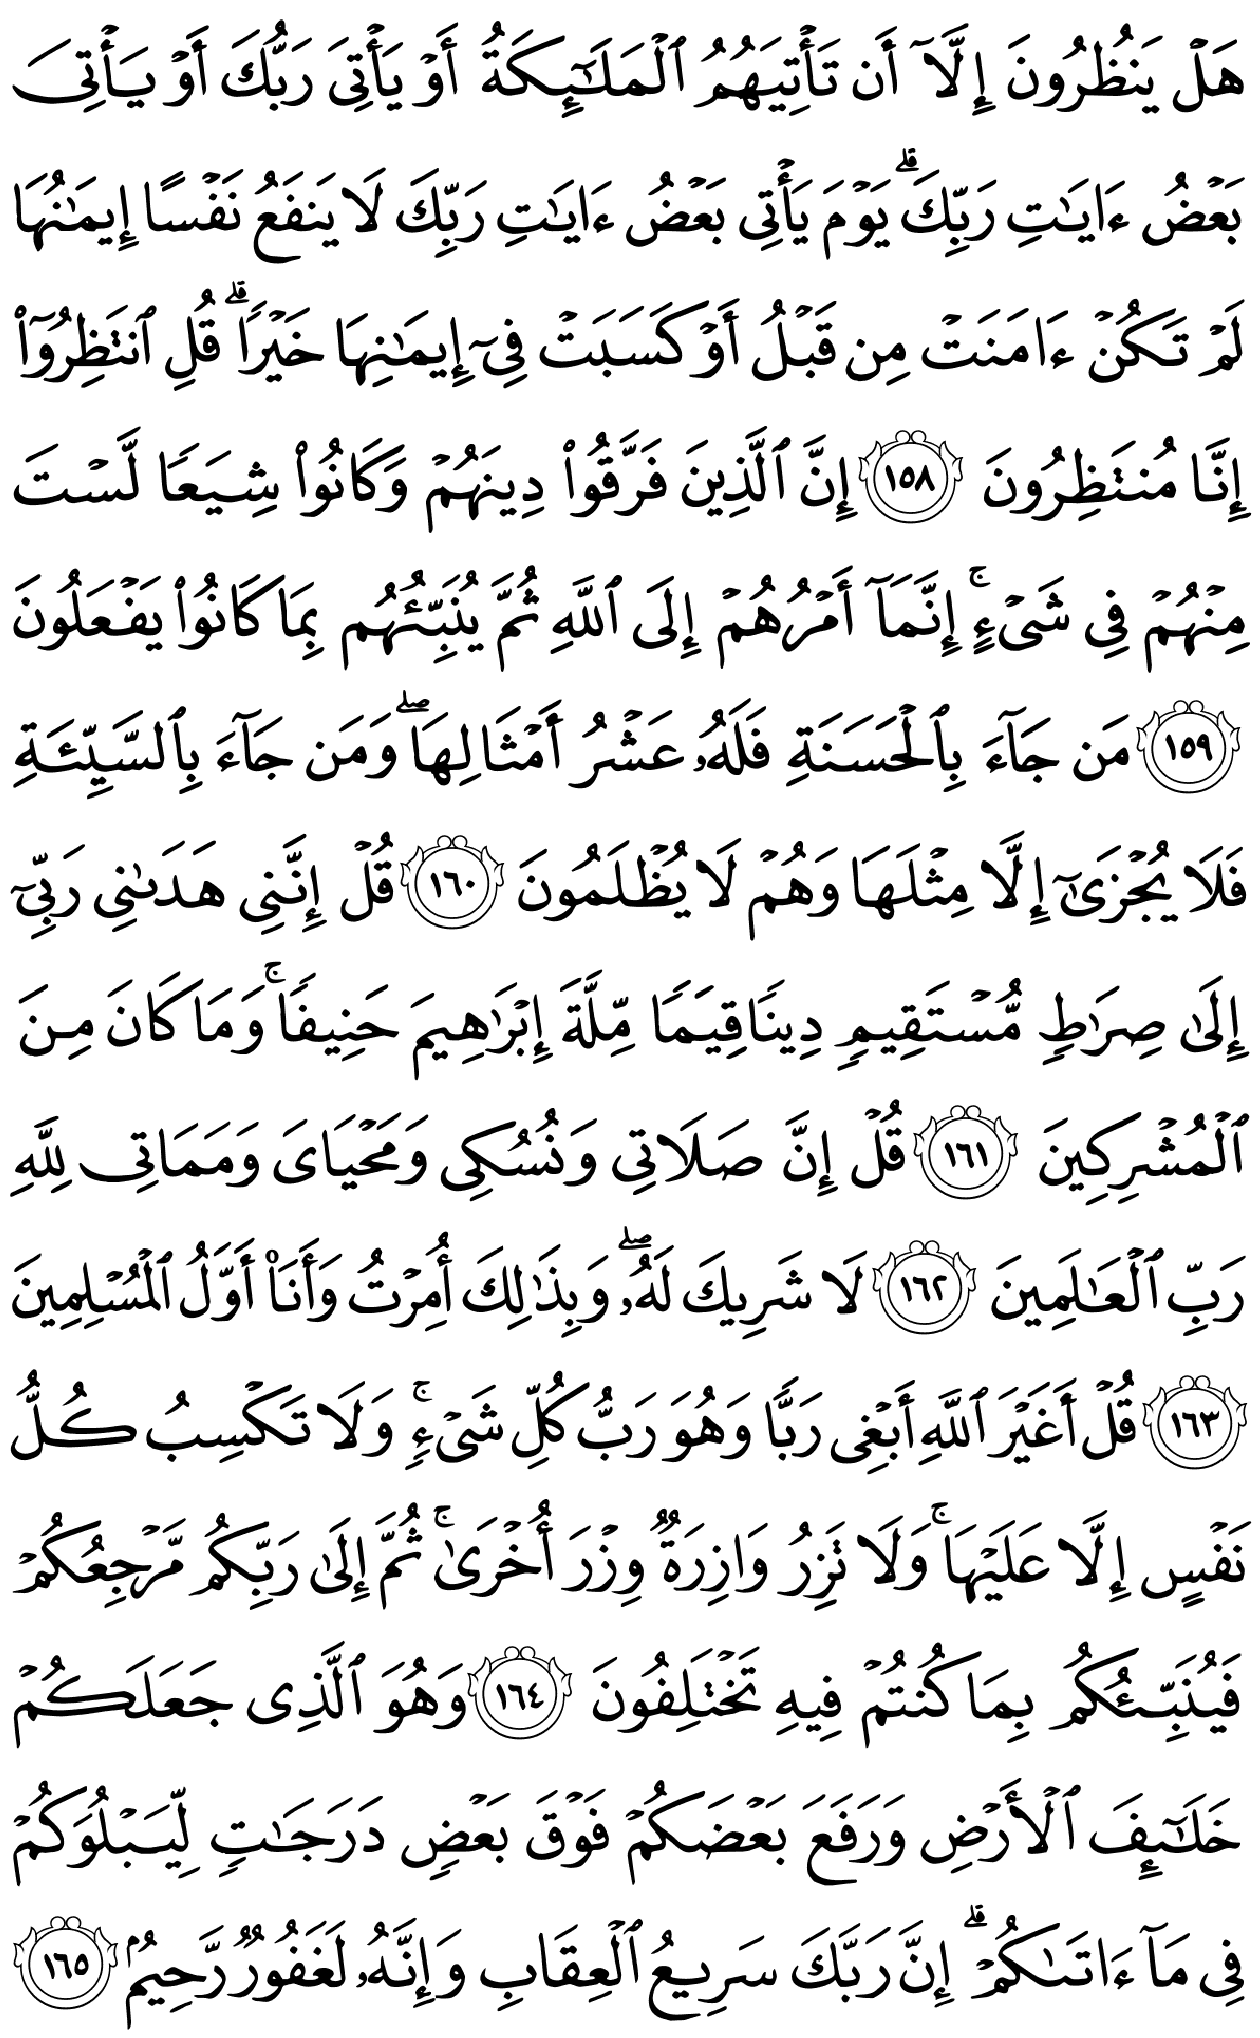 هَلۡ يَنظُرُونَ إِلَّآ أَن تَأۡتِيَهُمُ ٱلۡمَلَـٰٓئِكَةُ أَوۡ يَأۡتِيَ رَبُّكَ أَوۡ يَأۡتِيَ
بَعۡضُ ءَايَٰتِ رَبِّكَۗ يَوۡمَ يَأۡتِي بَعۡضُ ءَايَٰتِ رَبِّكَ لَا يَنفَعُ نَفۡسًا إِيمَٰنُهَا
لَمۡ تَكُنۡ ءَامَنَتۡ مِن قَبۡلُ أَوۡ كَسَبَتۡ فِيٓ إِيمَٰنِهَا خَيۡرٗاۗ قُلِ ٱنتَظِرُوٓاْ
إِنَّا مُنتَظِرُونَ ١٥٨ إِنَّ ٱلَّذِينَ فَرَّقُواْ دِينَهُمۡ وَكَانُواْ شِيَعٗا لَّسۡتَ
مِنۡهُمۡ فِي شَيۡءٍۚ إِنَّمَآ أَمۡرُهُمۡ إِلَى ٱللَّهِ ثُمَّ يُنَبِّئُهُم بِمَا كَانُواْ يَفۡعَلُونَ
١٥٩ مَن جَآءَ بِٱلۡحَسَنَةِ فَلَهُۥ عَشۡرُ أَمۡثَالِهَاۖ وَمَن جَآءَ بِٱلسَّيِّئَةِ
فَلَا يُجۡزَىٰٓ إِلَّا مِثۡلَهَا وَهُمۡ لَا يُظۡلَمُونَ ١٦٠ قُلۡ إِنَّنِي هَدَىٰنِي رَبِّيٓ
إِلَىٰ صِرَٰطٖ مُّسۡتَقِيمٖ دِينٗا قِيَمٗا مِّلَّةَ إِبۡرَٰهِيمَ حَنِيفٗاۚ وَمَا كَانَ مِنَ
ٱلۡمُشۡرِكِينَ ١٦١ قُلۡ إِنَّ صَلَاتِي وَنُسُكِي وَمَحۡيَايَ وَمَمَاتِي لِلَّهِ
رَبِّ ٱلۡعَٰلَمِينَ ١٦٢ لَا شَرِيكَ لَهُۥۖ وَبِذَٰلِكَ أُمِرۡتُ وَأَنَا۠ أَوَّلُ ٱلۡمُسۡلِمِينَ
١٦٣ قُلۡ أَغَيۡرَ ٱللَّهِ أَبۡغِي رَبّٗا وَهُوَ رَبُّ كُلِّ شَيۡءٖۚ وَلَا تَكۡسِبُ كُلُّ
نَفۡسٍ إِلَّا عَلَيۡهَاۚ وَلَا تَزِرُ وَازِرَةٞ وِزۡرَ أُخۡرَىٰۚ ثُمَّ إِلَىٰ رَبِّكُم مَّرۡجِعُكُمۡ
فَيُنَبِّئُكُم بِمَا كُنتُمۡ فِيهِ تَخۡتَلِفُونَ ١٦٤ وَهُوَ ٱلَّذِي جَعَلَكُمۡ
خَلَـٰٓئِفَ ٱلۡأَرۡضِ وَرَفَعَ بَعۡضَكُمۡ فَوۡقَ بَعۡضٖ دَرَجَٰتٖ لِّيَبۡلُوَكُمۡ
فِي مَآ ءَاتَىٰكُمۡۗ إِنَّ رَبَّكَ سَرِيعُ ٱلۡعِقَابِ وَإِنَّهُۥ لَغَفُورٞ رَّحِيمُۢ ١٦٥